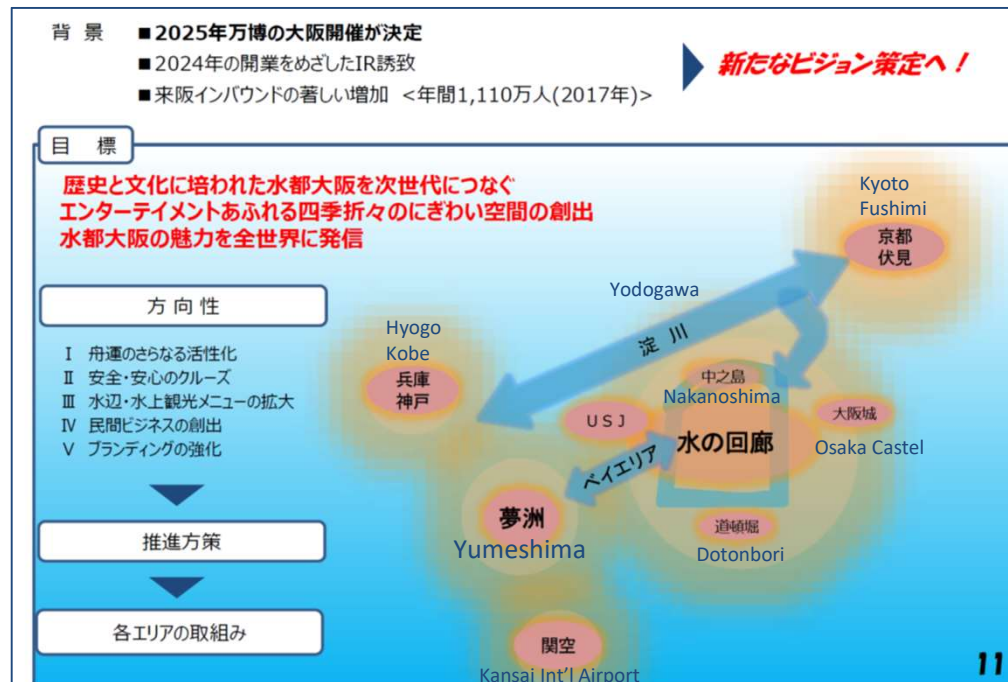 背 景
■2025年万博の大阪開催が決定
■2024年の開業をめざしたIR誘致
■来阪インバウンドの著しい増加 <年間1,110万人(2017年)>
新たなビジョン策定へ!
目 標
歴史と文化に培われた水都大阪を次世代につなぐ
エンターテイメントあふれる四季折々のにぎわい空間の創出
水都大阪の魅力を全世界に発信
方 向 性
Ⅰ 舟運のさらなる活性化
Ⅱ 安全・安心のクルーズ
Ⅲ 水辺・水上観光メニューの拡大
Ⅳ 民間ビジネスの創出
Ⅴ ブランディングの強化
推進方策
各エリアの取組み
Kyoto
Fushimi
京都
伏見
Yodogawa
淀 川
Hyogo
Kobe
兵庫
神戸
中之島
Nakanoshima
USJ
大阪城
Osaka Castel
水の回廊
ベイエリア
夢洲
Yumeshima
道頓堀
Dotonbori
関空
Kansai Int'l Airport
11